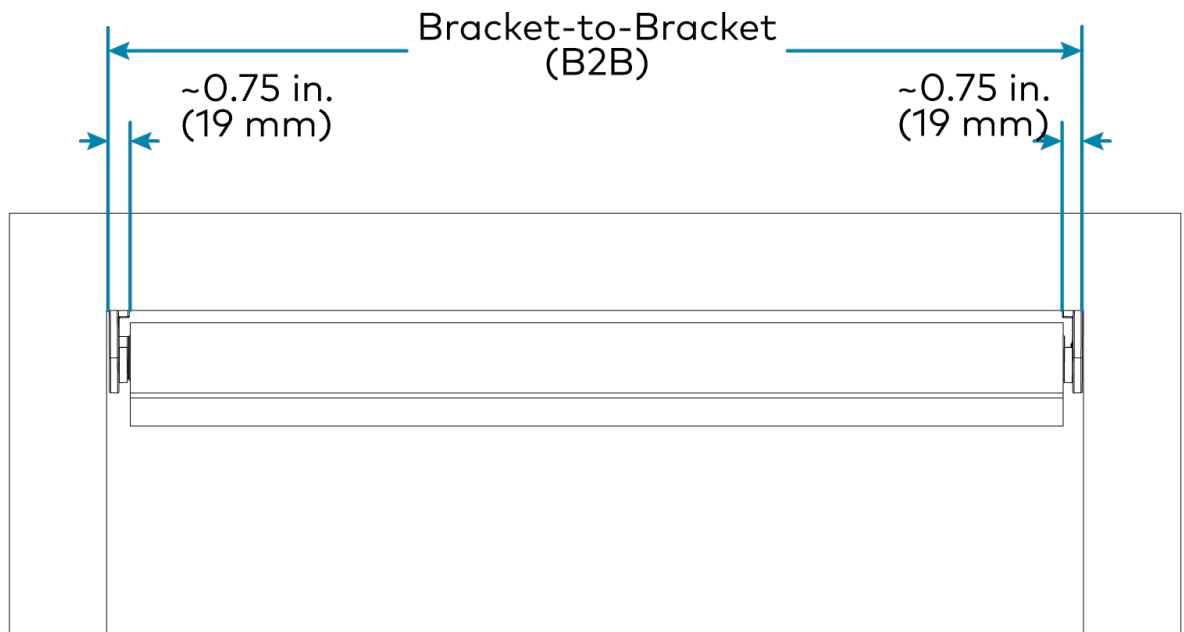 Bracket-to-Bracket
(B2B)
~0.75 in.
(19 mm)
~0.75 in.
(19 mm)